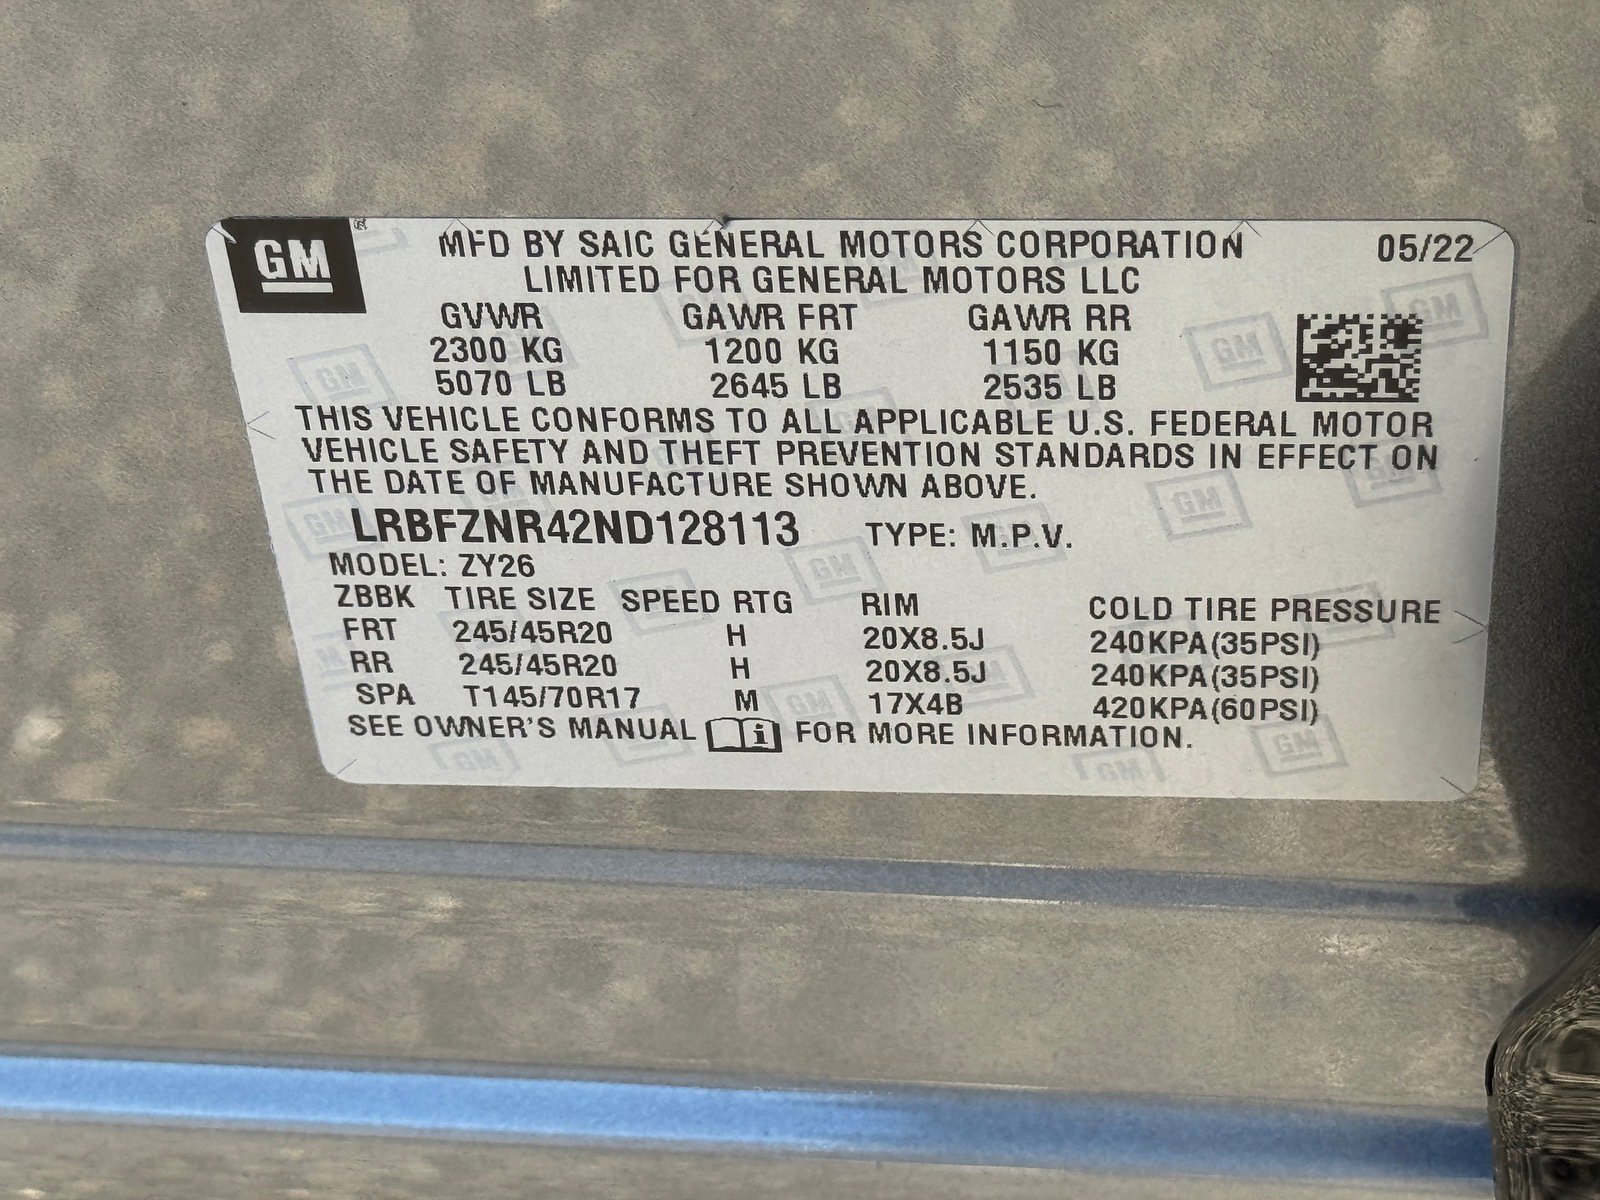 GM
MFD BY SAIC GENERAL MOTORS CORPORATION 05/22
LIMITED FOR GENERAL MOTORS LLC
GVWR GAWR FRT GAWR RR
2300 KG 1200 KG 1150 KG
5070 LB 2645 LB 2535 LB
THIS VEHICLE CONFORMS TO ALL APPLICABLE U.S. FEDERAL MOTOR
VEHICLE SAFETY AND THEFT PREVENTION STANDARDS IN EFFECT ON
THE DATE OF MANUFACTURE SHOWN ABOVE.
LRBFZNR42ND128113 TYPE: M.P.V.
MODEL: ZY26
ZBBK TIRE SIZE SPEED RTG RIM COLD TIRE PRESSURE
FRT 245/45R20 H 20X8.5J 240KPA(35PSI)
RR 245/45R20 H 20X8.5J 240KPA(35PSI)
SPA T145/70R17 M 17X4B 420KPA(60PSI)
SEE OWNER'S MANUAL i FOR MORE INFORMATION.